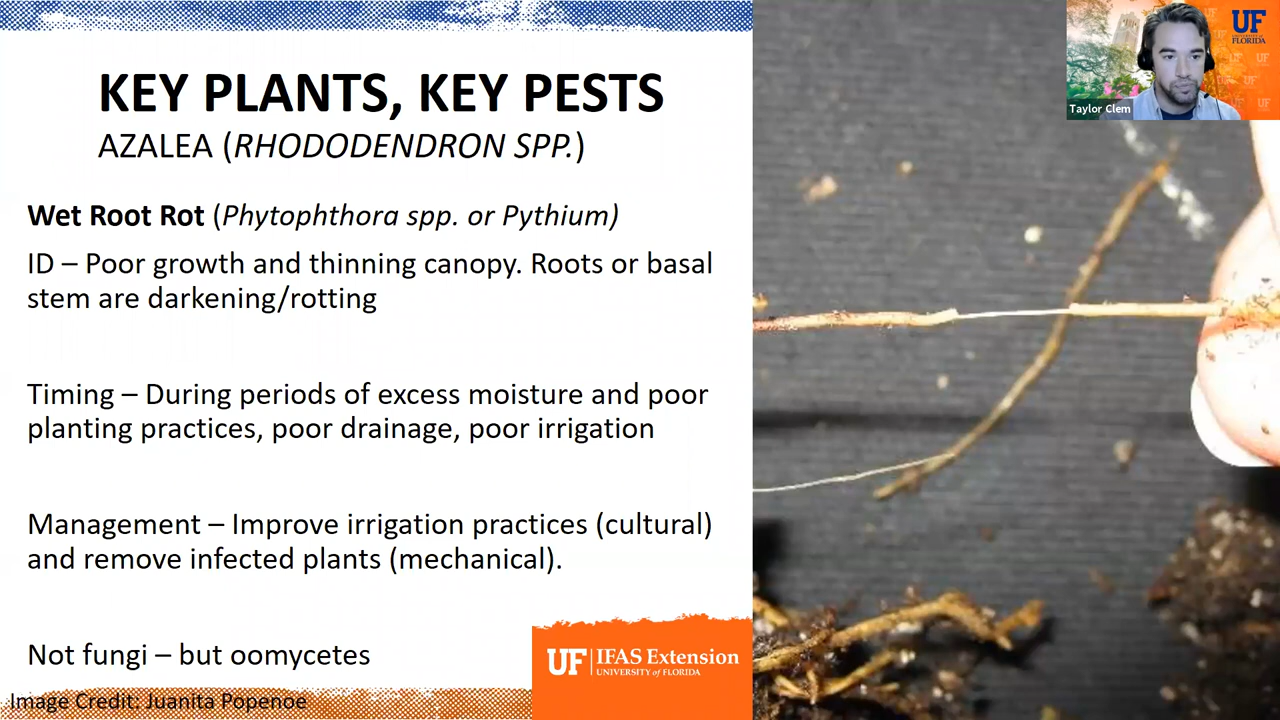 KEY PLANTS, KEY PESTS
AZALEA (RHODODENDRON SPP.)
Wet Root Rot (Phytophthora spp. or Pythium)
ID – Poor growth and thinning canopy. Roots or basal
stem are darkening/rotting
Timing – During periods of excess moisture and poor
planting practices, poor drainage, poor irrigation
Management – Improve irrigation practices (cultural)
and remove infected plants (mechanical).
Not fungi – but oomycetes
Image Credit: Juanita Popenoe
UF IFAS Extension
UNIVERSITY of FLORIDA
UF
UNIVERSITY of
FLORIDA
Taylor Clem